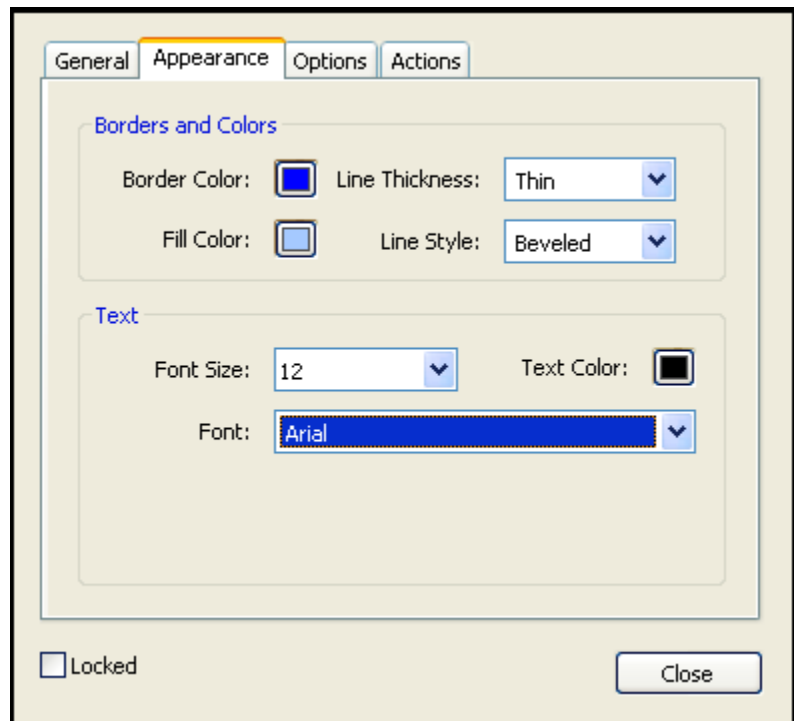 General Appearance Options Actions
Borders and Colors
Border Color: Line Thickness: Thin
Fill Color: Line Style: Beveled
Text
Font Size: 12 Text Color:
Font: Arial
Locked Close